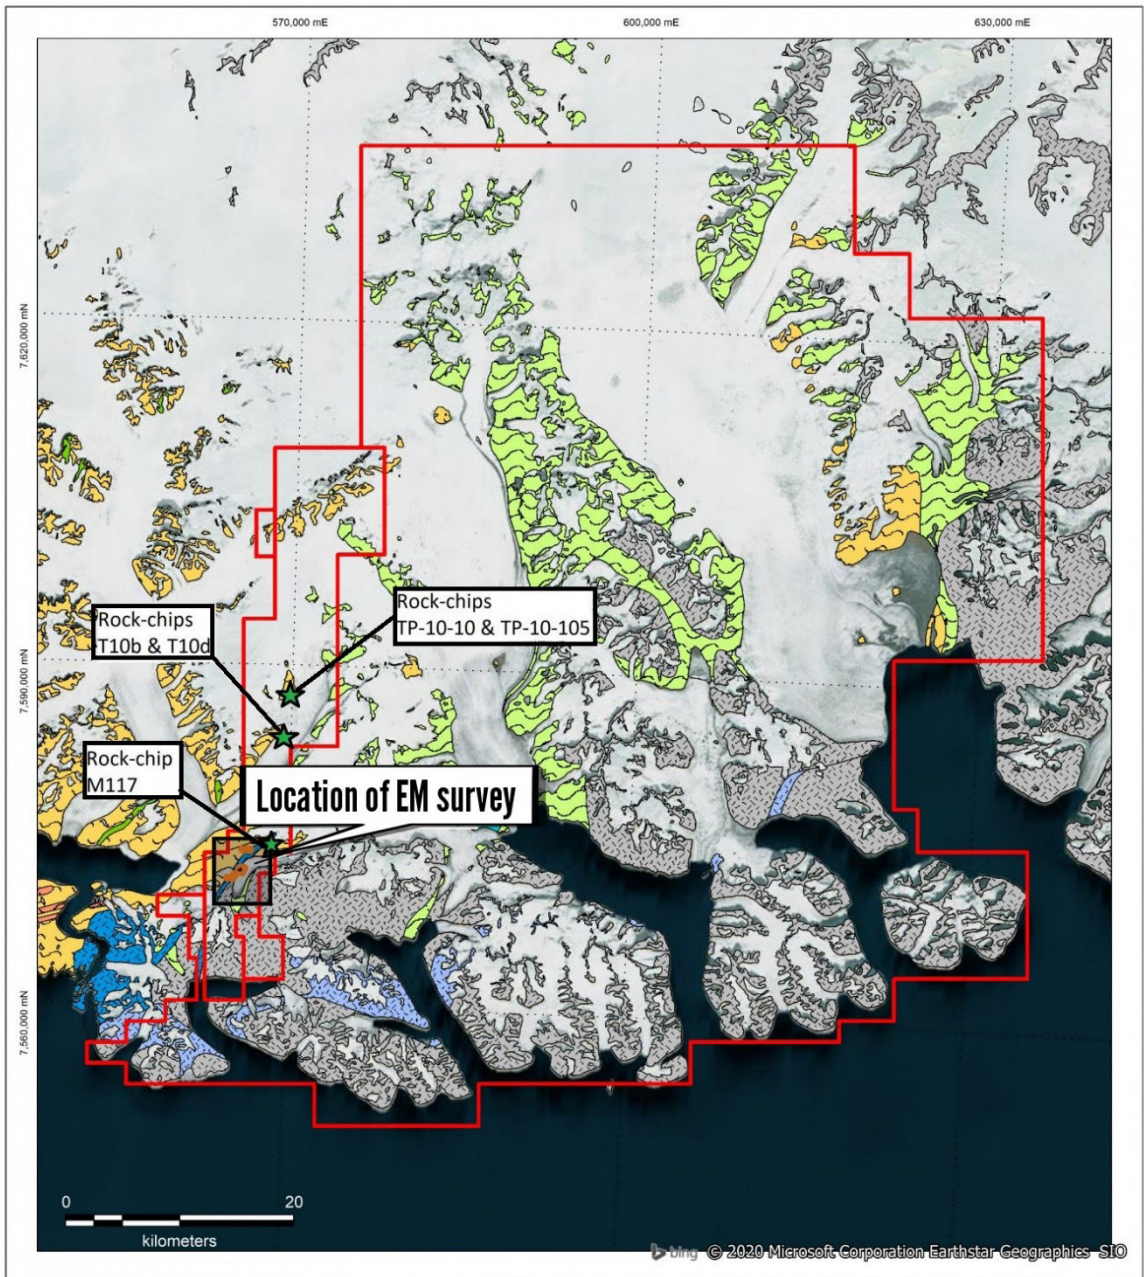 570,000 mE
600,000 mE
630,000 mE
7,620,000 mN
7,590,000 mN
7,560,000 mN
Rock-chips
TP-10-10 & TP-10-105
Rock-chips
T10b & T10d
Rock-chip
M117
Location of EM survey
0 20
kilometers
bing © 2020 Microsoft Corporation Earthstar Geographics SIO